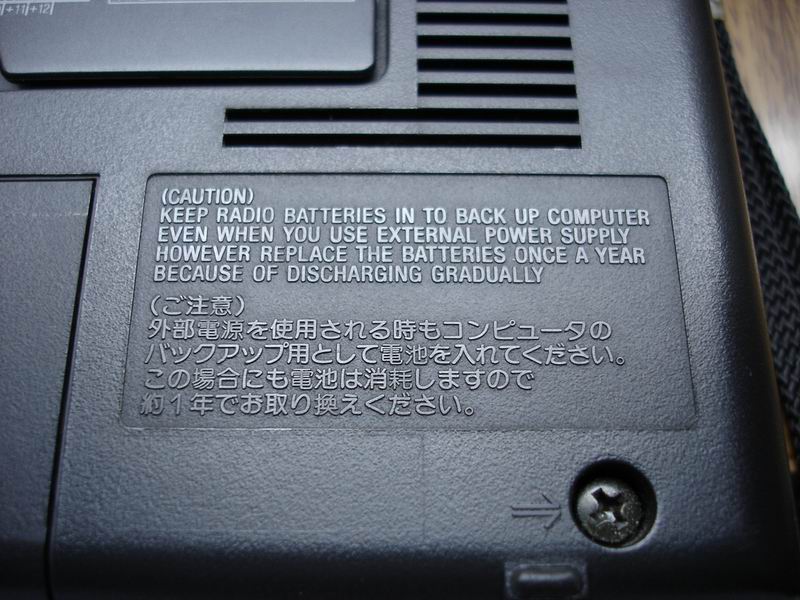 +11|+12|
(CAUTION)
KEEP RADIO BATTERIES IN TO BACK UP COMPUTER
EVEN WHEN YOU USE EXTERNAL POWER SUPPLY
HOWEVER REPLACE THE BATTERIES ONCE A YEAR
BECAUSE OF DISCHARGING GRADUALLY
(ご注意)
外部電源を使用される時もコンピュータの
バックアップ用として電池を入れてください。
この場合にも電池は消耗しますので
約1年でお取り換えください。